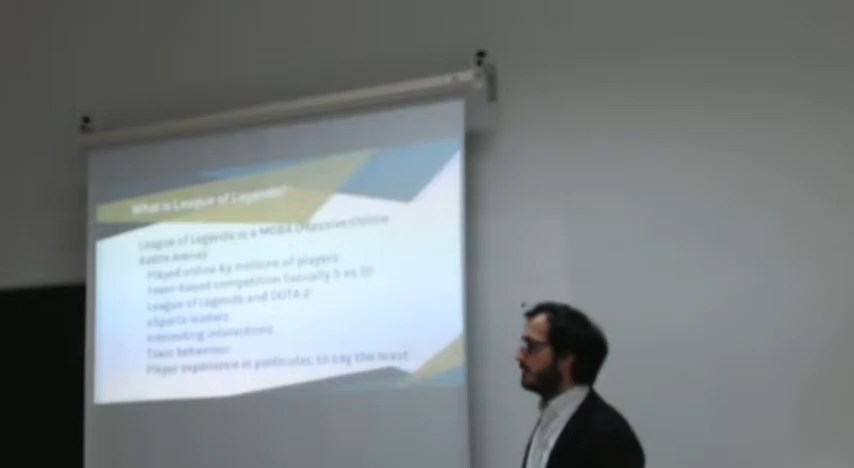 What is League of Legends?
League of Legends is a MOBA (Massive Online
Battle Arena)
Played online by millions of players
Team-based competition (usually 5 vs 5)
League of Legends and DOTA 2
eSports leaders
Interesting interactions
Toxic behaviour
Player experience is particular, to say the least